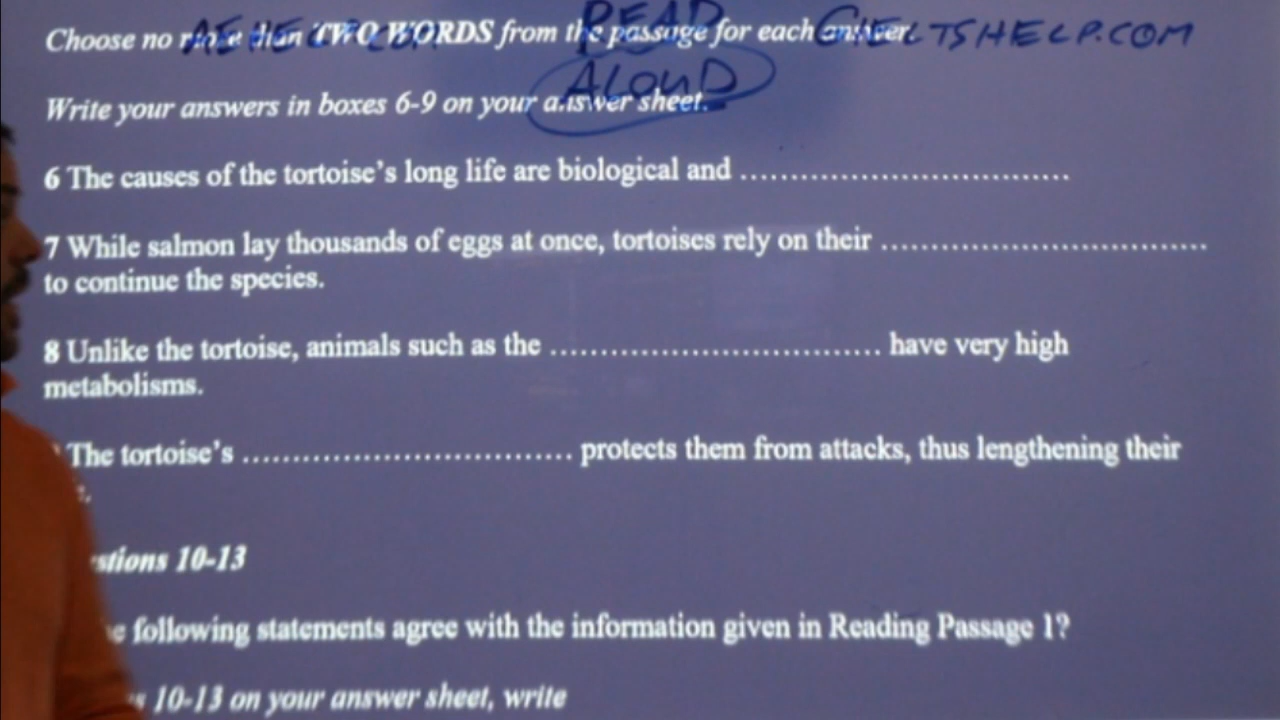 AEHELP.COM READ GIELTSHELP.COM
Choose no more than TWO WORDS from the passage for each answer.
ALOUD
Write your answers in boxes 6-9 on your answer sheet.
6 The causes of the tortoise's long life are biological and ................................
7 While salmon lay thousands of eggs at once, tortoises rely on their ................................
to continue the species.
8 Unlike the tortoise, animals such as the ................................ have very high
metabolisms.
The tortoise's ................................ protects them from attacks, thus lengthening their
stions 10-13
following statements agree with the information given in Reading Passage 1?
10-13 on your answer sheet, write